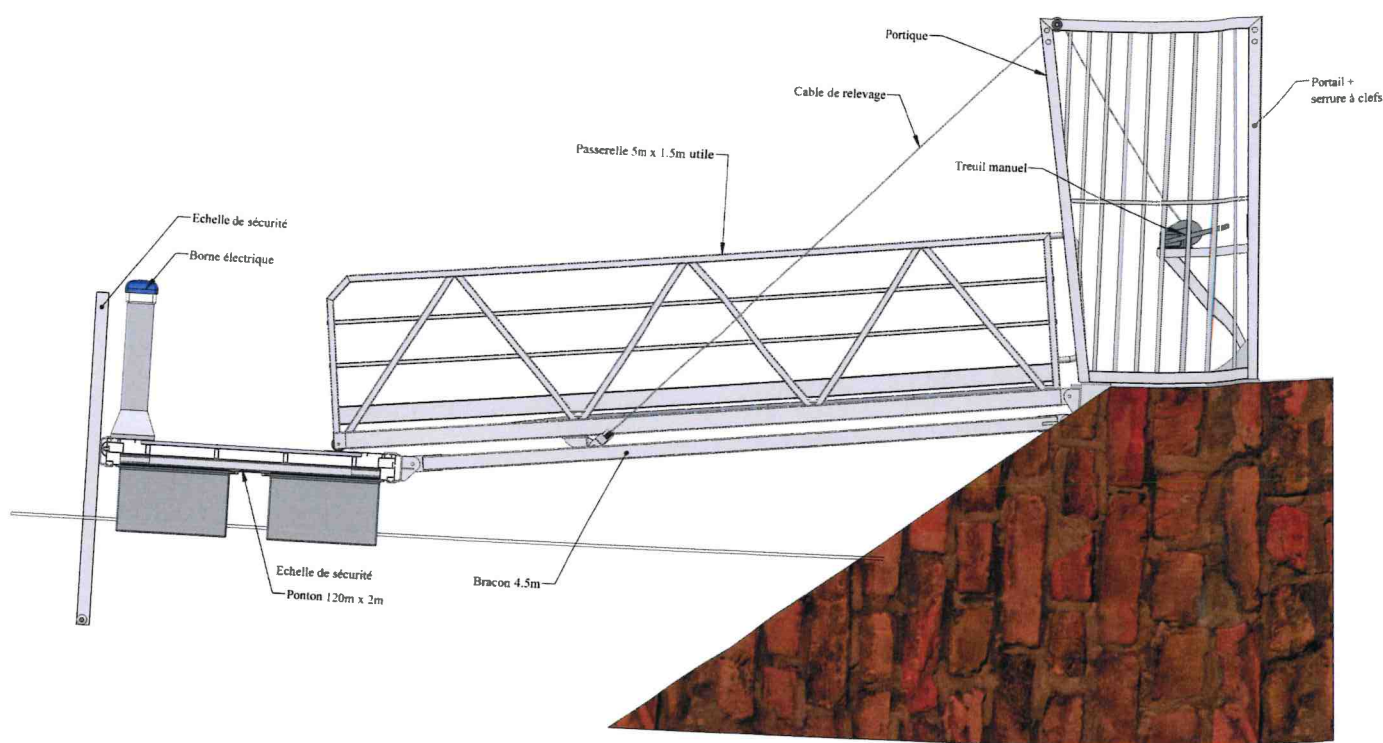 Portique
Portail +
serrure à clefs
Cable de relevage
Passerelle 5m x 1.5m utile
Treuil manuel
Echelle de sécurité
Borne électrique
Echelle de sécurité
Ponton 120m x 2m
Bracon 4.5m